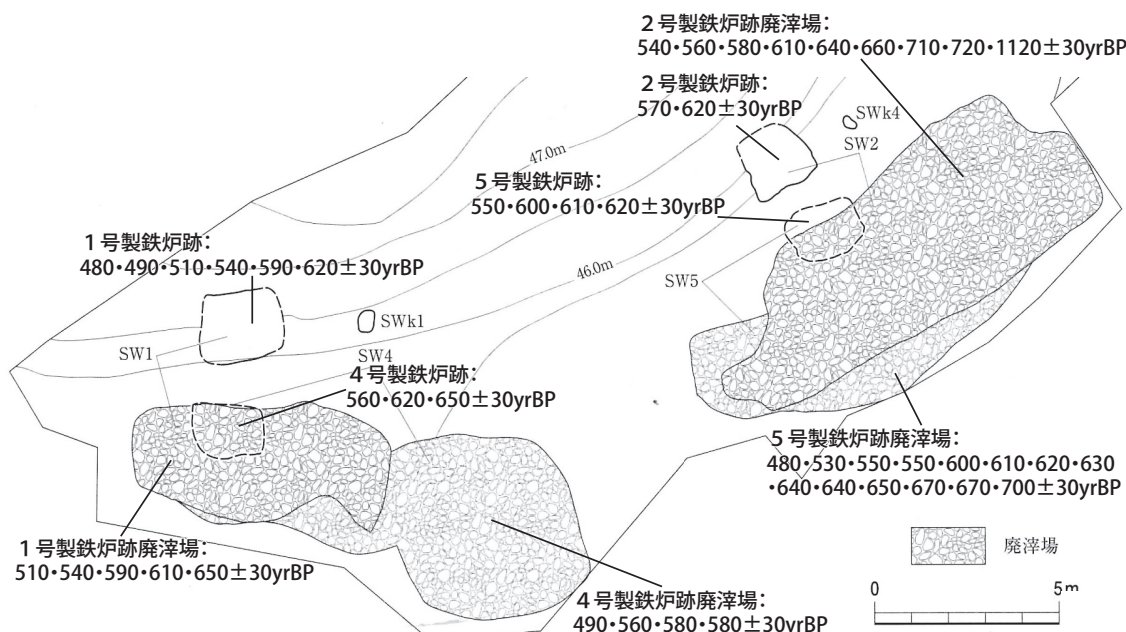 2号製鉄炉跡廃滓場：
540・560・580・610・640・660・710・720・1120±30yrBP
2号製鉄炉跡：
570・620±30yrBP
SWk4
SW2
47.0m
5号製鉄炉跡：
550・600・610・620±30yrBP
1号製鉄炉跡：
480・490・510・540・590・620±30yrBP
46.0m
SW5
SWk1
SW1
SW4
4号製鉄炉跡：
560・620・650±30yrBP
5号製鉄炉跡廃滓場：
480・530・550・550・600・610・620・630
・640・640・650・670・670・700±30yrBP
1号製鉄炉跡廃滓場：
510・540・590・610・650±30yrBP
廃滓場
4号製鉄炉跡廃滓場：
490・560・580・580±30yrBP
0 5m